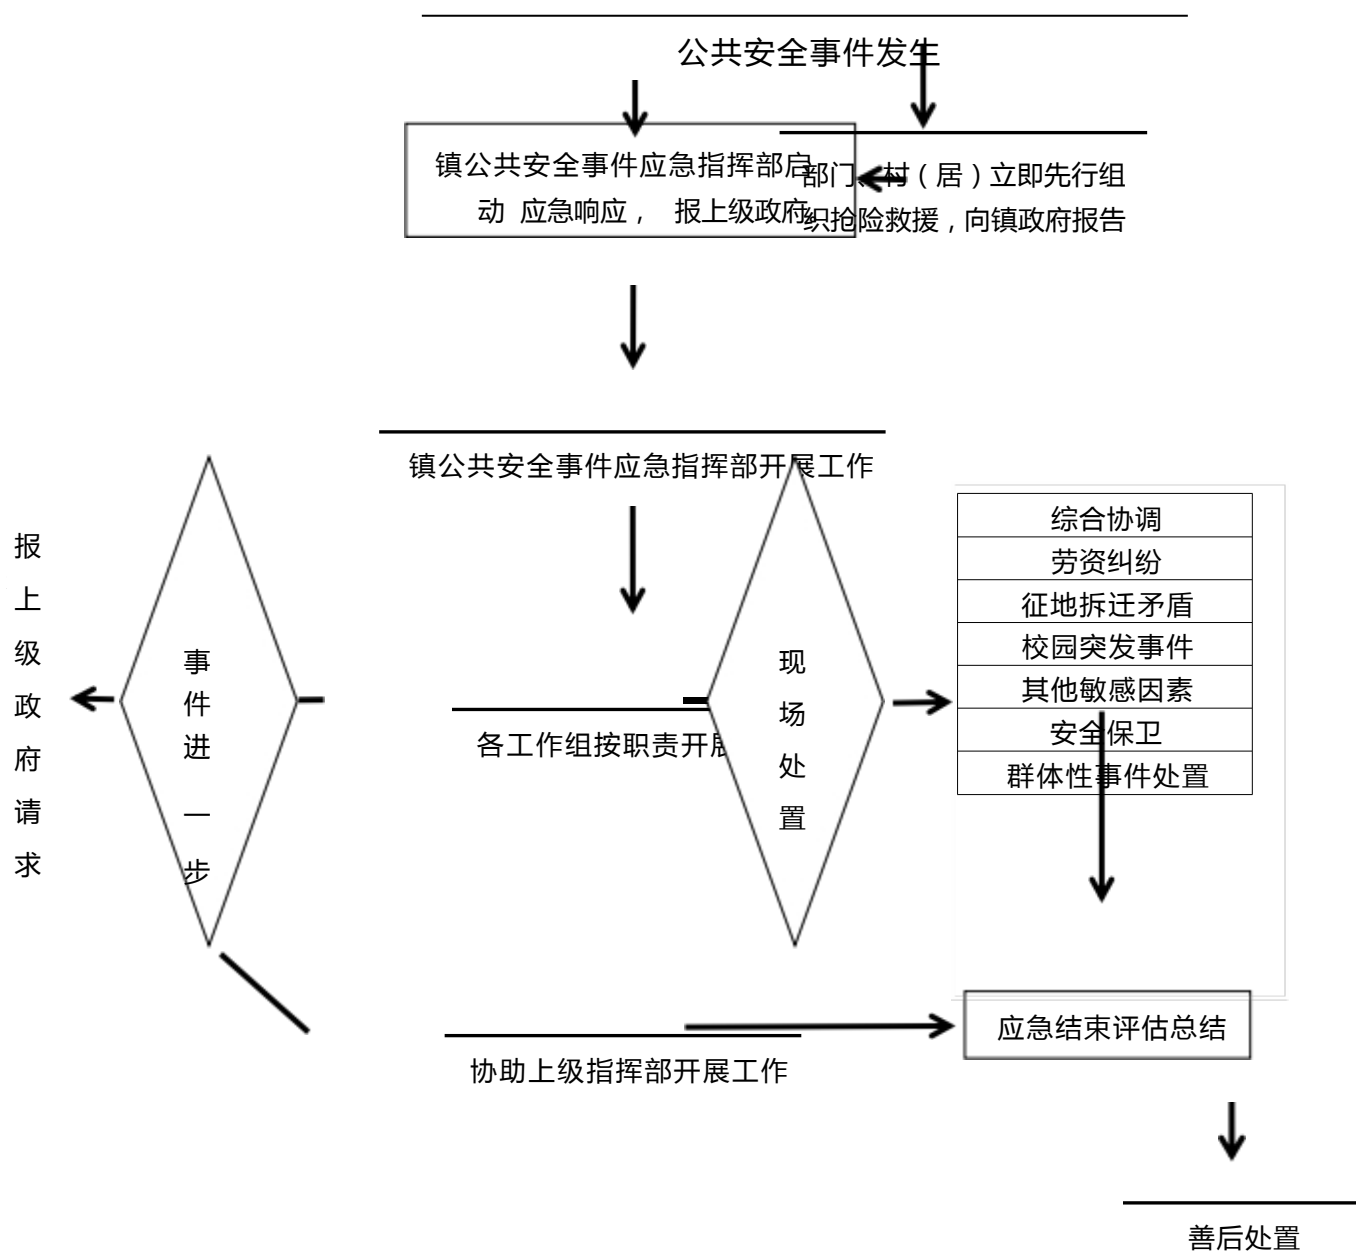 公共安全事件发生
镇公共安全事件应急指挥部启
动 应急响应， 报上级政府
部门、村（居）立即先行组
织抢险救援，向镇政府报告
镇公共安全事件应急指挥部开展工作
报
上
级
政
府
请
求
事
件
进
一
步
各工作组按职责开展
现
场
处
置
综合协调
劳资纠纷
征地拆迁矛盾
校园突发事件
其他敏感因素
安全保卫
群体性事件处置
应急结束评估总结
协助上级指挥部开展工作
善后处置